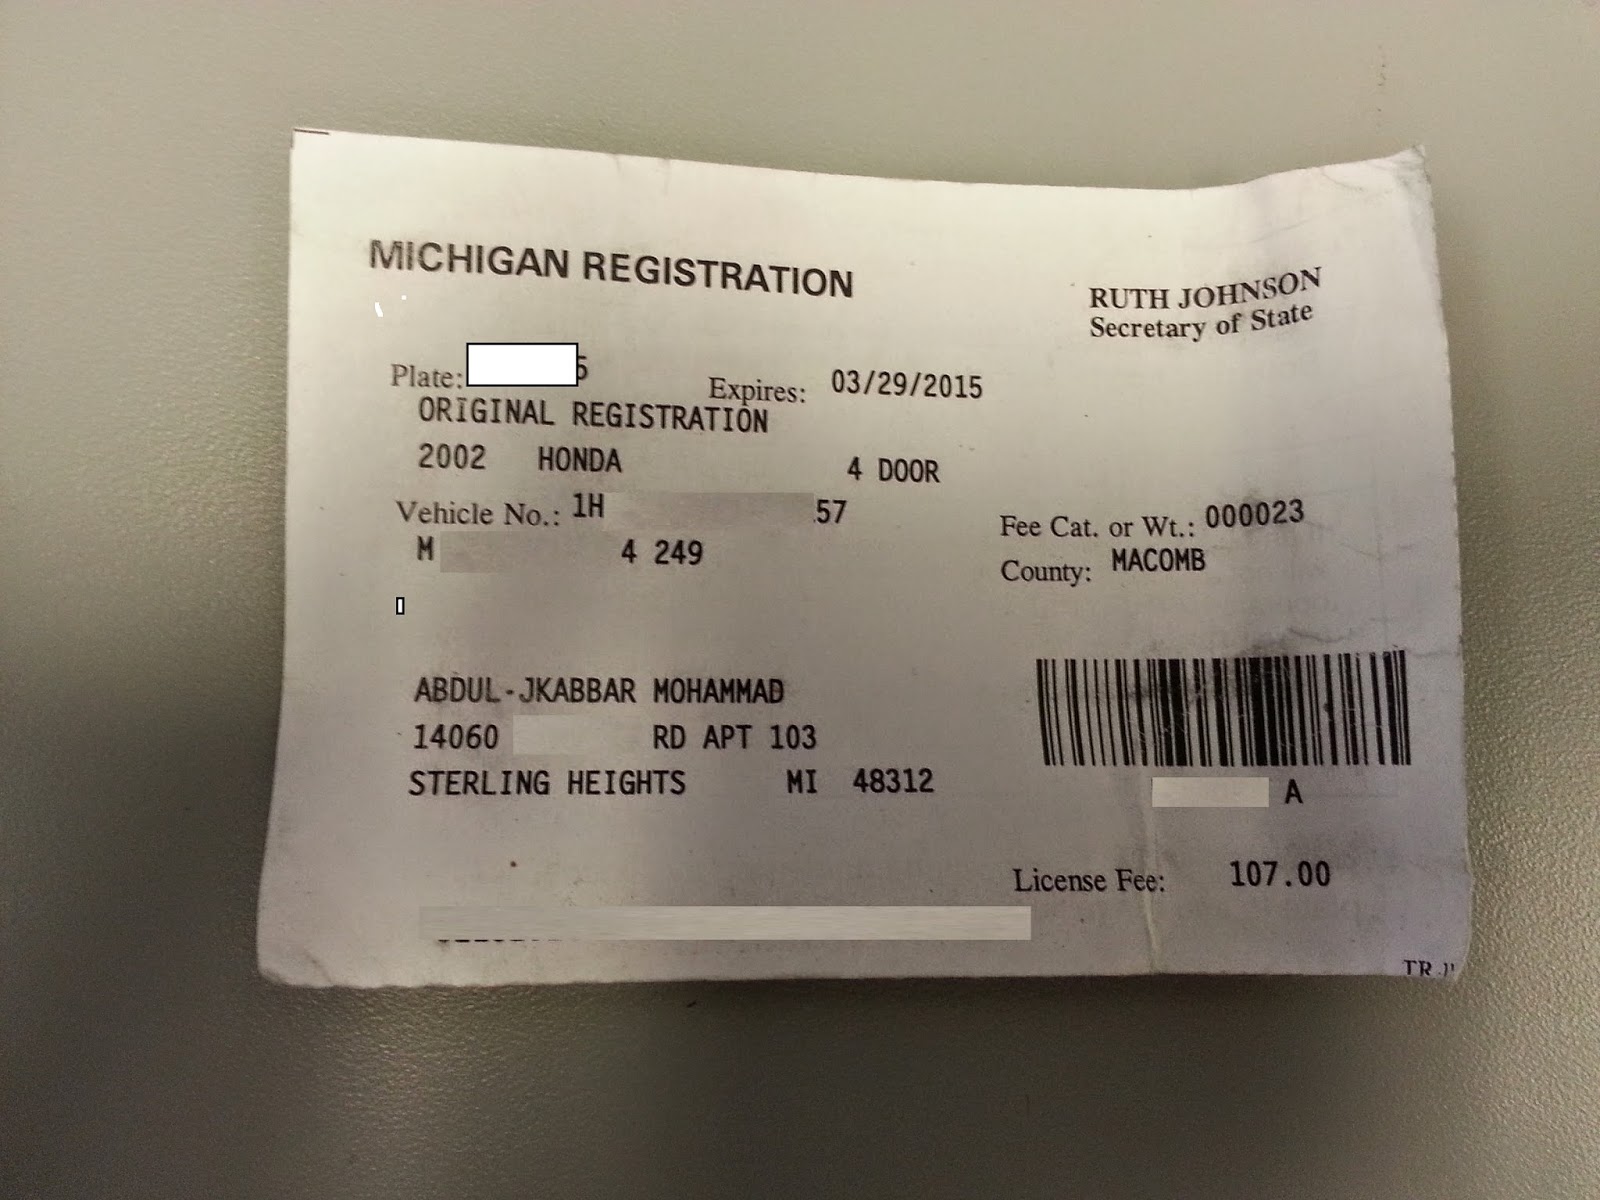 MICHIGAN REGISTRATION
RUTH JOHNSON
Secretary of State
Plate: 5 Expires: 03/29/2015
ORIGINAL REGISTRATION
2002 HONDA 4 DOOR
Vehicle No.: 1H 57 Fee Cat. or Wt.: 000023
M 4 249 County: MACOMB
ABDUL-JKABBAR MOHAMMAD
14060 RD APT 103
STERLING HEIGHTS MI 48312
A
License Fee: 107.00
TR